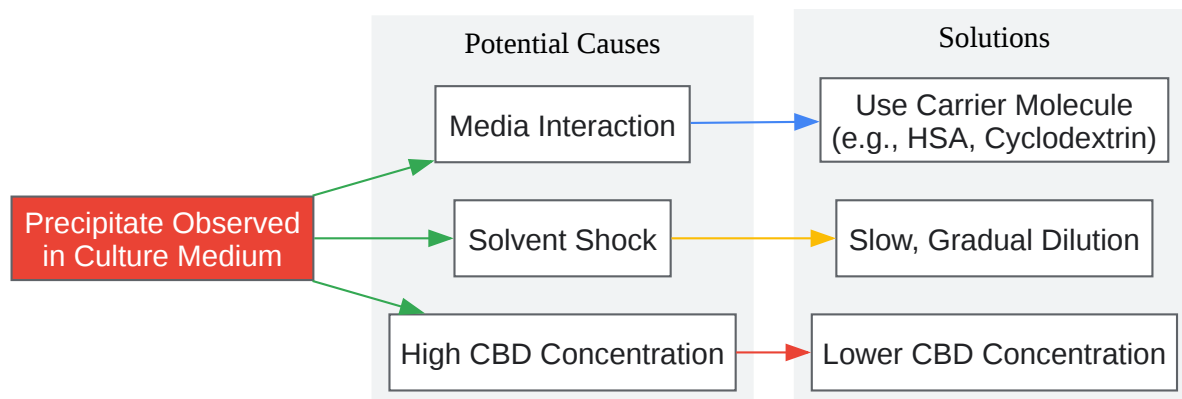 Potential Causes
Solutions
Media Interaction
Use Carrier Molecule
(e.g., HSA, Cyclodextrin)
Precipitate Observed
in Culture Medium
Solvent Shock
Slow, Gradual Dilution
High CBD Concentration
Lower CBD Concentration